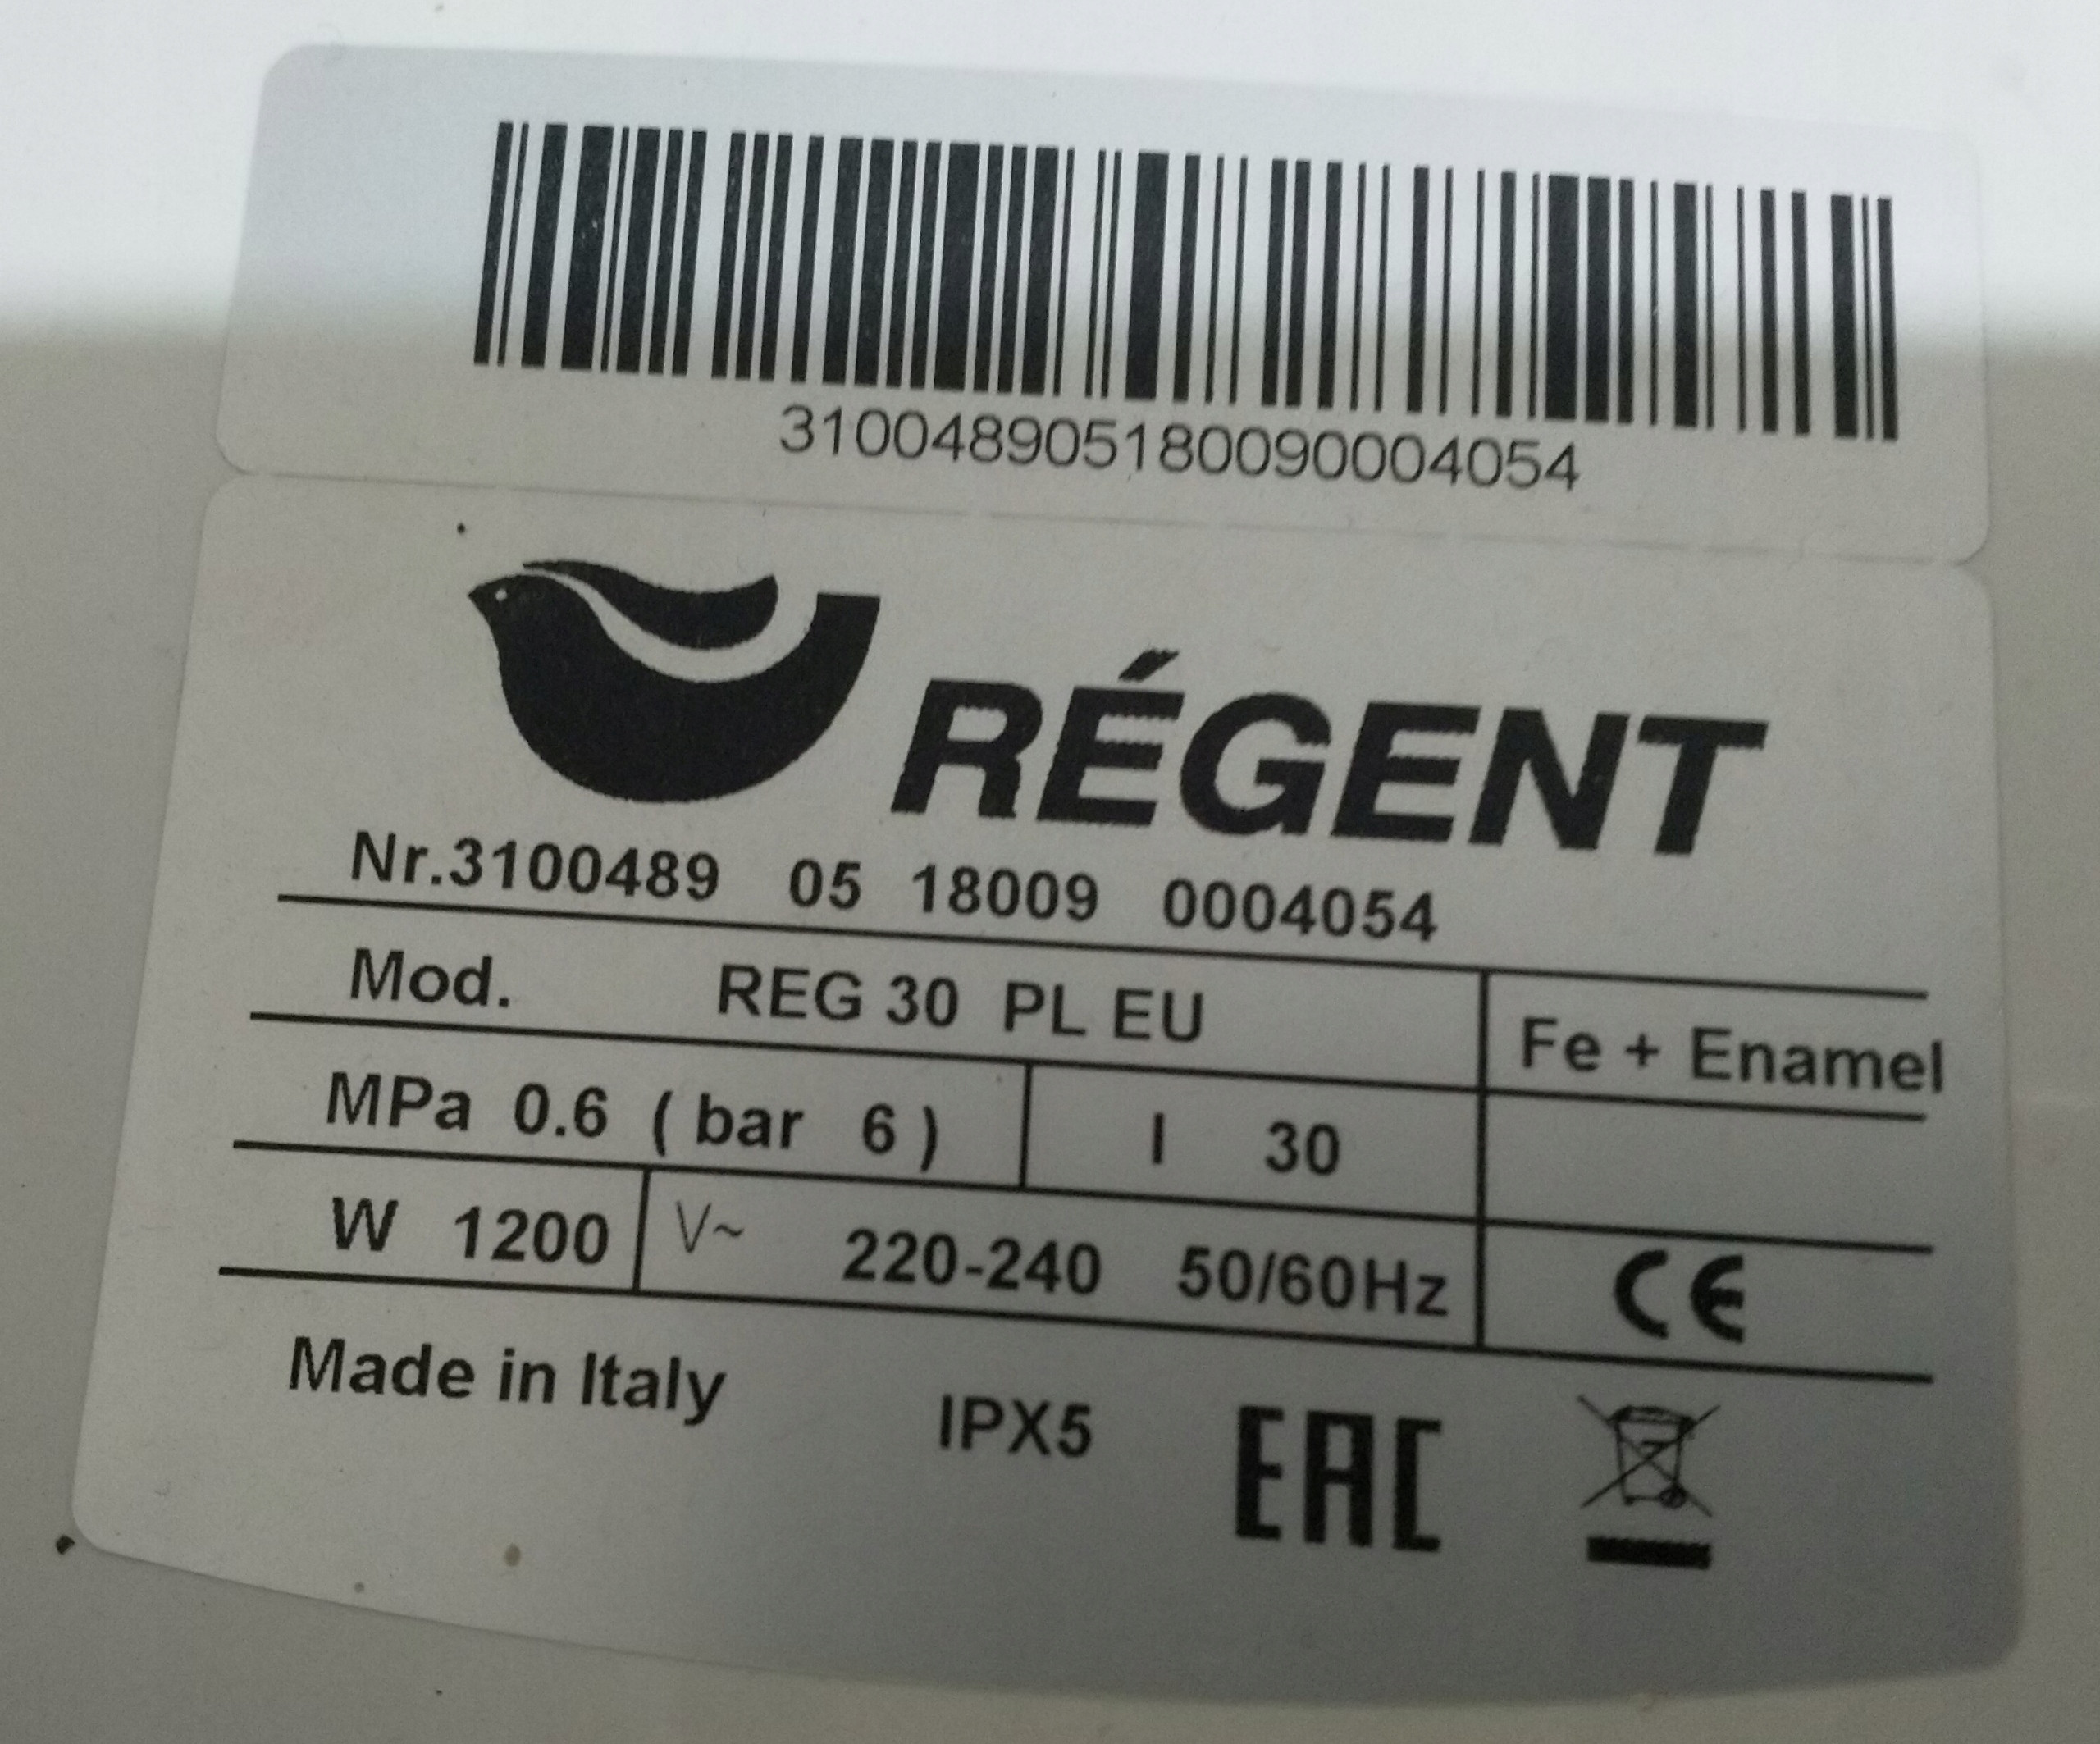 310048905180090004054
RÉGENT
Nr.3100489 05 18009 0004054
Mod. REG 30 PL EU Fe + Enamel
MPa 0.6 ( bar 6 ) l 30
W 1200 V~ 220-240 50/60Hz CE
Made in Italy IPX5 EAC